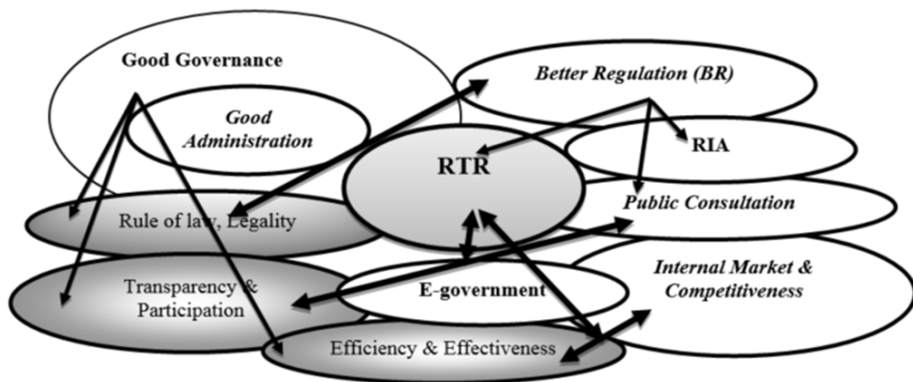 Good Governance
Better Regulation (BR)
Good
Administration
RTR
RIA
Rule of law, Legality
Public Consultation
Transparency &
Participation
E-government
Internal Market &
Competitiveness
Efficiency & Effectiveness